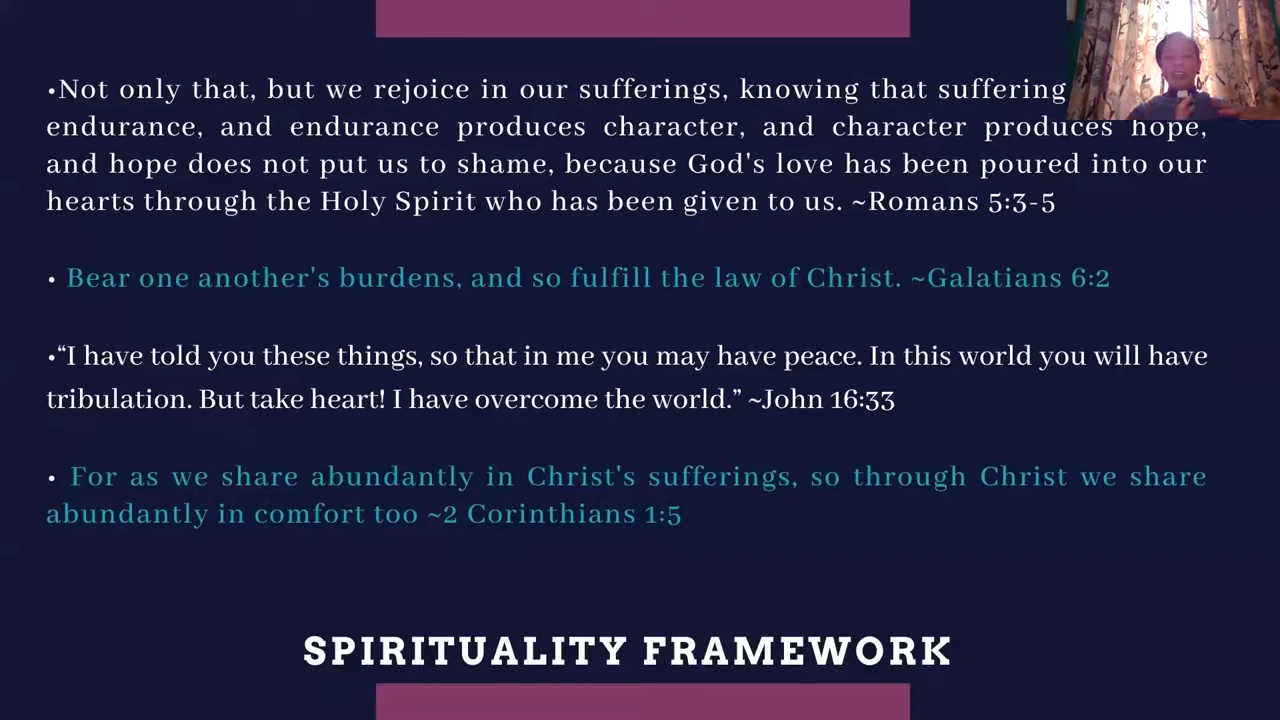 •Not only that, but we rejoice in our sufferings, knowing that suffering
endurance, and endurance produces character, and character produces hope,
and hope does not put us to shame, because God's love has been poured into our
hearts through the Holy Spirit who has been given to us. ~Romans 5:3-5
• Bear one another's burdens, and so fulfill the law of Christ. ~Galatians 6:2
•“I have told you these things, so that in me you may have peace. In this world you will have
tribulation. But take heart! I have overcome the world.” ~John 16:33
• For as we share abundantly in Christ's sufferings, so through Christ we share
abundantly in comfort too ~2 Corinthians 1:5
SPIRITUALITY FRAMEWORK